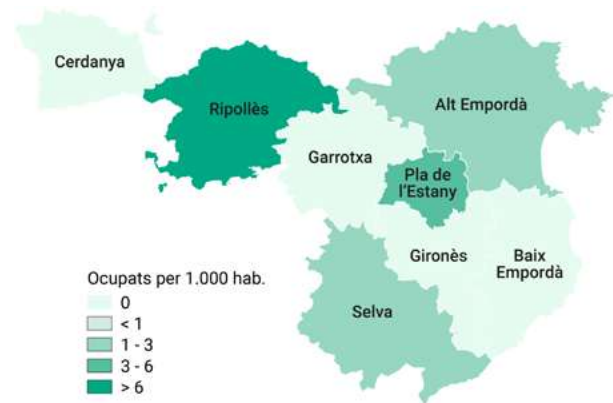 Cerdanya
Ripollès
Alt Empordà
Garrotxa
Pla de
l'Estany
Gironès
Baix
Empordà
Selva
Ocupats per 1.000 hab.
0
< 1
1 - 3
3 - 6
> 6